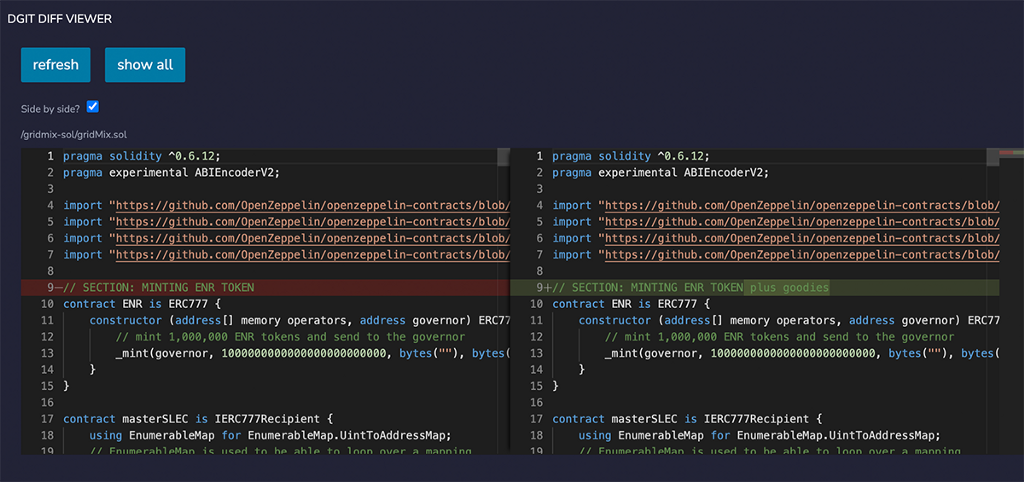 DGIT DIFF VIEWER
refresh show all
Side by side?
/gridmix-sol/gridMix.sol
1 pragma solidity ^0.6.12;
2 pragma experimental ABIEncoderV2;
3
4 import "https://github.com/OpenZeppelin/openzeppelin-contracts/blob/
5 import "https://github.com/OpenZeppelin/openzeppelin-contracts/blob/
6 import "https://github.com/OpenZeppelin/openzeppelin-contracts/blob/
7 import "https://github.com/OpenZeppelin/openzeppelin-contracts/blob/
8
9− // SECTION: MINTING ENR TOKEN
10 contract ENR is ERC777 {
11 constructor (address[] memory operators, address governor) ERC77
12 // mint 1,000,000 ENR tokens and send to the governor
13 _mint(governor, 1000000000000000000000000, bytes(""), bytes(
14 }
15 }
16
17 contract masterSLEC is IERC777Recipient {
18 using EnumerableMap for EnumerableMap.UintToAddressMap;
19 // EnumerableMap is used to be able to loop over a mapping
1 pragma solidity ^0.6.12;
2 pragma experimental ABIEncoderV2;
3
4 import "https://github.com/OpenZeppelin/openzeppelin-contracts/blob/
5 import "https://github.com/OpenZeppelin/openzeppelin-contracts/blob/
6 import "https://github.com/OpenZeppelin/openzeppelin-contracts/blob/
7 import "https://github.com/OpenZeppelin/openzeppelin-contracts/blob/
8
9+ // SECTION: MINTING ENR TOKEN plus goodies
10 contract ENR is ERC777 {
11 constructor (address[] memory operators, address governor) ERC77
12 // mint 1,000,000 ENR tokens and send to the governor
13 _mint(governor, 1000000000000000000000000, bytes(""), bytes(
14 }
15 }
16
17 contract masterSLEC is IERC777Recipient {
18 using EnumerableMap for EnumerableMap.UintToAddressMap;
19 // EnumerableMap is used to be able to loop over a mapping